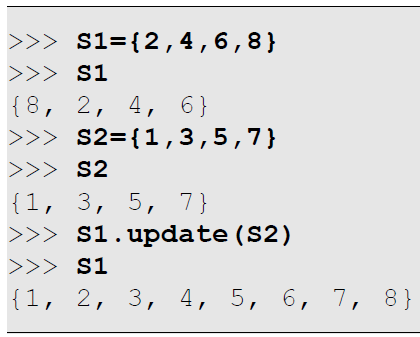 >>> S1={2,4,6,8}
>>> S1
{8, 2, 4, 6}
>>> S2={1,3,5,7}
>>> S2
{1, 3, 5, 7}
>>> S1.update(S2)
>>> S1
{1, 2, 3, 4, 5, 6, 7, 8}